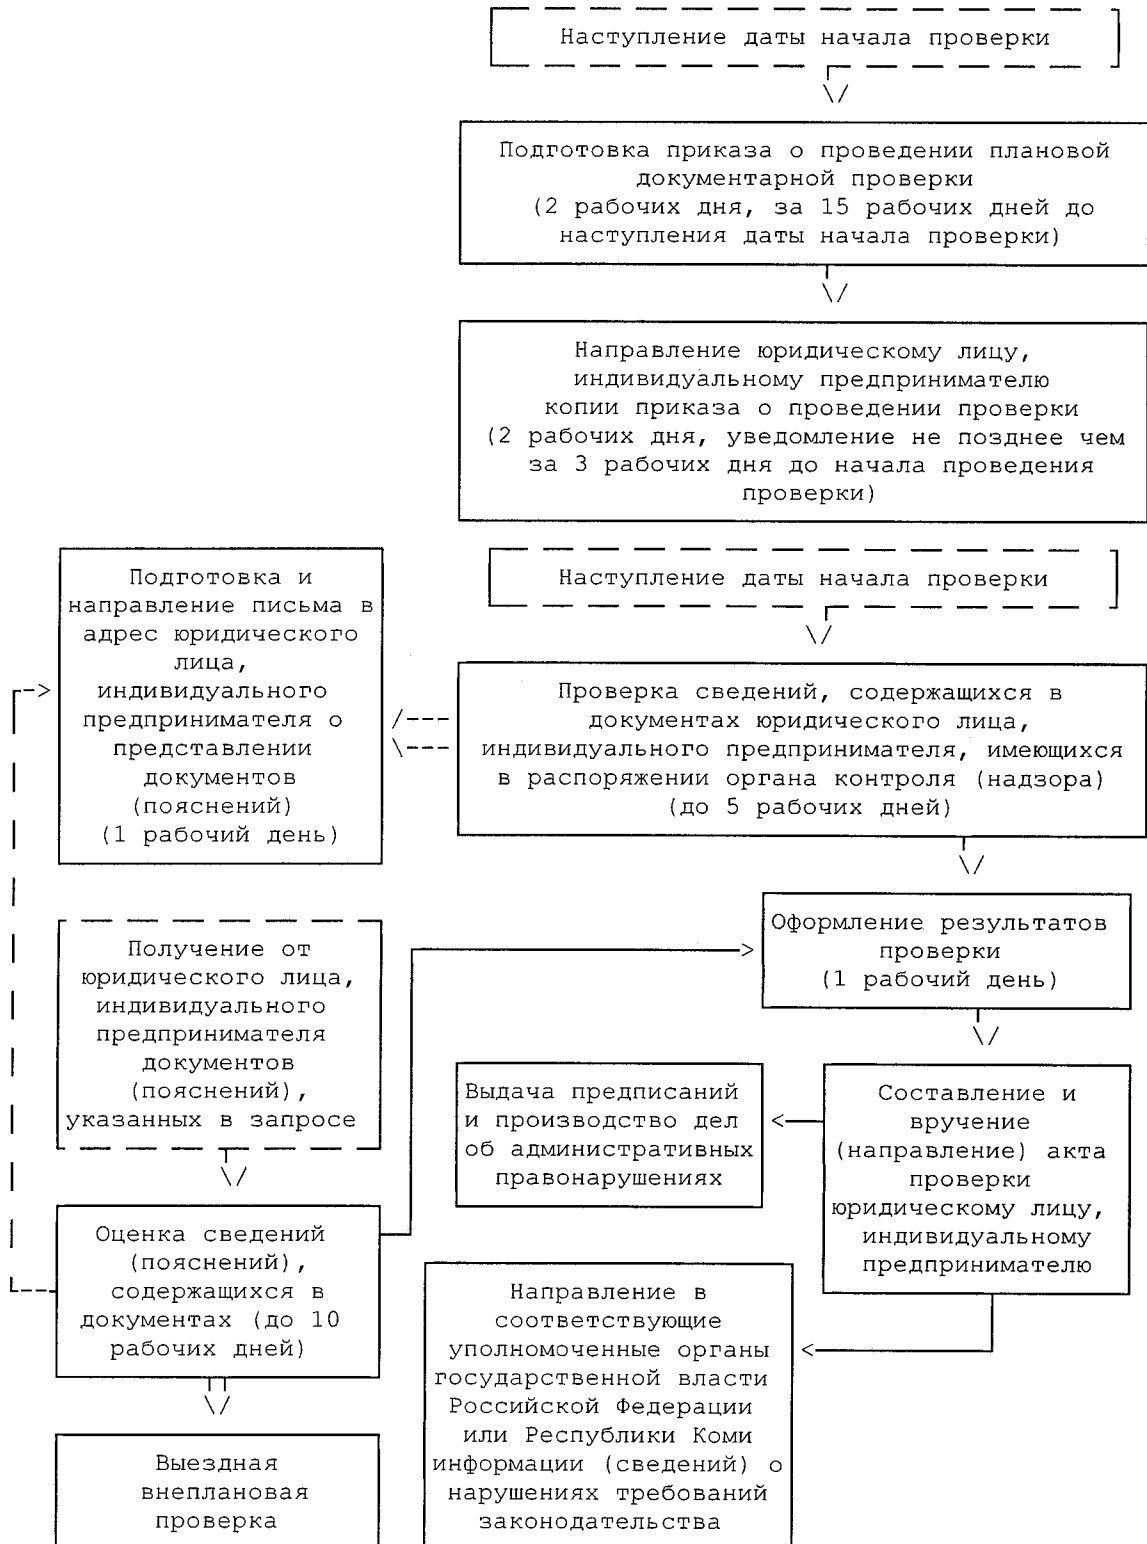 Наступление даты начала проверки
Подготовка приказа о проведении плановой
документарной проверки
(2 рабочих дня, за 15 рабочих дней до
наступления даты начала проверки)
Направление юридическому лицу,
индивидуальному предпринимателю
копии приказа о проведении проверки
(2 рабочих дня, уведомление не позднее чем
за 3 рабочих дня до начала проведения
проверки)
Наступление даты начала проверки
Подготовка и
направление письма в
адрес юридического
лица,
индивидуального
предпринимателя о
представлении
документов
(пояснений)
(1 рабочий день)
Проверка сведений, содержащихся в
документах юридического лица,
индивидуального предпринимателя, имеющихся
в распоряжении органа контроля (надзора)
(до 5 рабочих дней)
Оформление результатов
проверки
(1 рабочий день)
Получение от
юридического лица,
индивидуального
предпринимателя
документов
(пояснений),
указанных в запросе
Выдача предписаний
и производство дел
об административных
правонарушениях
Составление и
вручение
(направление) акта
проверки
юридическому лицу,
индивидуальному
предпринимателю
Оценка сведений
(пояснений),
содержащихся в
документах (до 10
рабочих дней)
Направление в
соответствующие
уполномоченные органы
государственной власти
Российской Федерации
или Республики Коми
информации (сведений) о
нарушениях требований
законодательства
Выездная
внеплановая
проверка